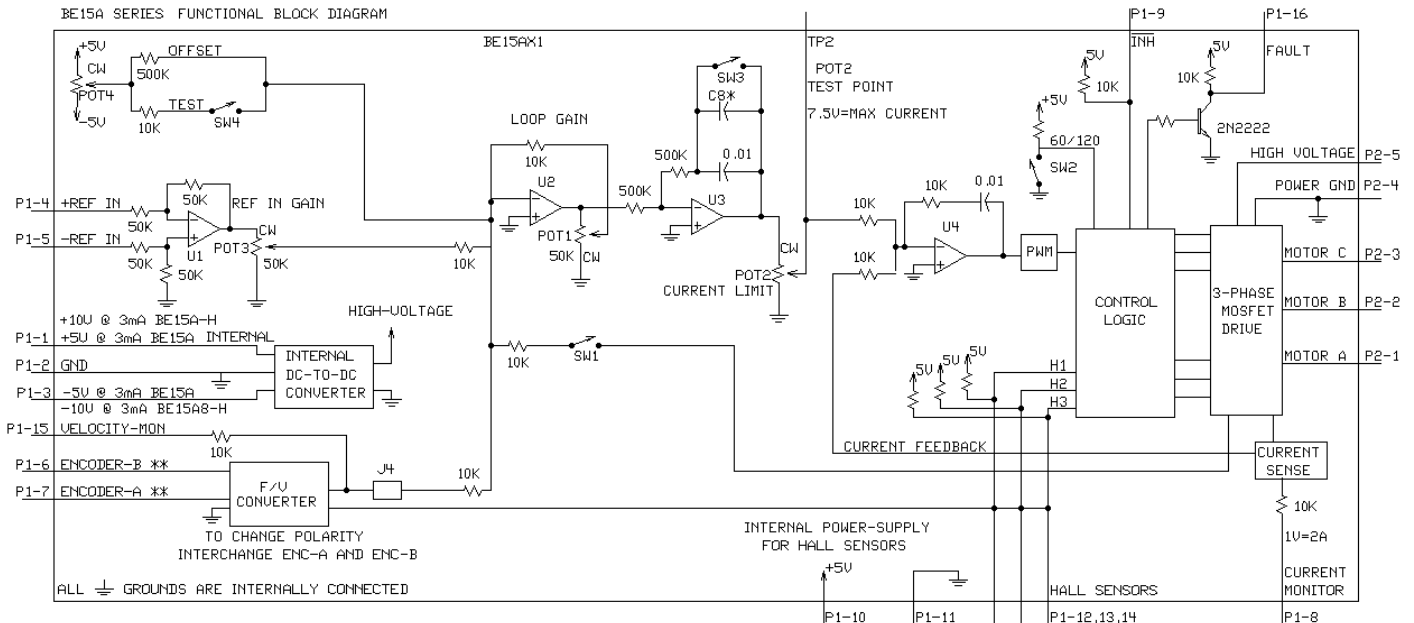 BE15A SERIES FUNCTIONAL BLOCK DIAGRAM
P1-9
P1-16
BE15AX1
TP2
INH
FAULT
+5V
OFFSET
CW
500K
POT4
TEST
-5V
10K
SW4
SW3
C8*
POT2
TEST POINT
7.5V=MAX CURRENT
5V
10K
5V
10K
2N2222
LOOP GAIN
10K
500K
0.01
+5V
60/120
SW2
HIGH VOLTAGE P2-5
POWER GND P2-4
P1-4 +REF IN
50K
50K
REF IN GAIN
P1-5 -REF IN
50K
U1
50K
CW
POT3
50K
10K
U2
500K
U3
POT1
50K
CW
CW
POT2
CURRENT LIMIT
10K
10K
0.01
10K
U4
PWM
CONTROL
LOGIC
3-PHASE
MOSFET
DRIVE
MOTOR C P2-3
MOTOR B P2-2
MOTOR A P2-1
+10V @ 3mA BE15A-H
P1-1 +5V @ 3mA BE15A INTERNAL
P1-2 GND
P1-3 -5V @ 3mA BE15A
-10V @ 3mA BE15A8-H
HIGH-VOLTAGE
INTERNAL
DC-TO-DC
CONVERTER
10K
SW1
5V
5V
5V
H1
H2
H3
P1-15 VELOCITY-MON
10K
P1-6 ENCODER-B **
P1-7 ENCODER-A **
F/V
CONVERTER
J4
10K
CURRENT FEEDBACK
CURRENT
SENSE
10K
1V=2A
TO CHANGE POLARITY
INTERCHANGE ENC-A AND ENC-B
INTERNAL POWER-SUPPLY
FOR HALL SENSORS
+5V
ALL GROUNDS ARE INTERNALLY CONNECTED
HALL SENSORS
CURRENT
MONITOR
P1-10
P1-11
P1-12,13,14
P1-8